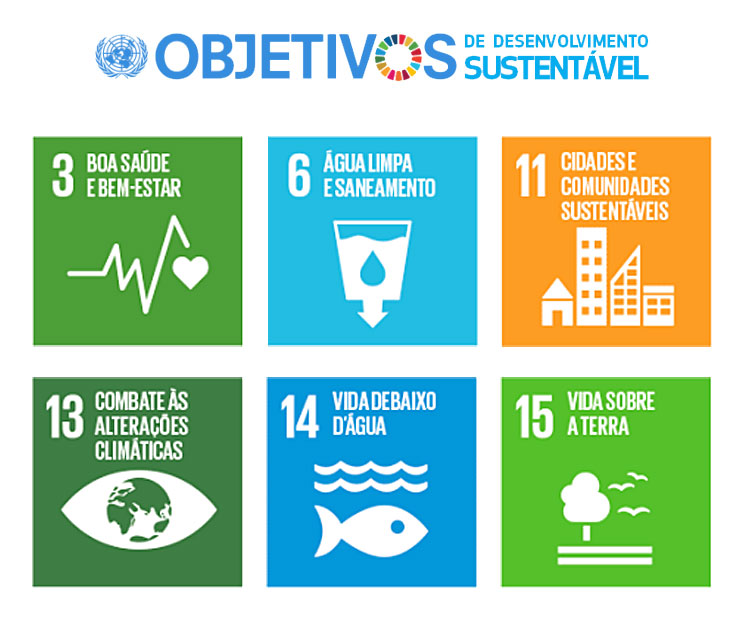 OBJETIVOS
DE DESENVOLVIMENTO
SUSTENTÁVEL
3
BOA SAÚDE
E BEM-ESTAR
6
ÁGUA LIMPA
E SANEAMENTO
11
CIDADES E
COMUNIDADES
SUSTENTÁVEIS
13
COMBATE ÀS
ALTERAÇÕES
CLIMÁTICAS
14
VIDA DEBAIXO
D'ÁGUA
15
VIDA SOBRE
A TERRA